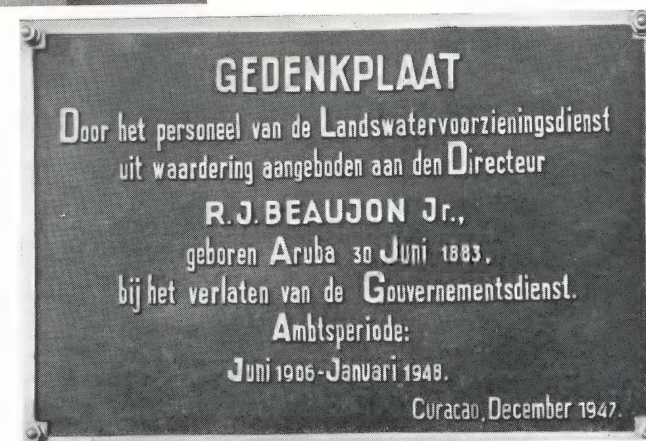 GEDENKPLAAT
Door het personeel van de Landswatervoorzieningsdienst
uit waardering aangeboden aan den Directeur
R.J. BEAUJON Jr.,
geboren Aruba 30 Juni 1883.
bij het verlaten van de Gouvernementsdienst.
Ambtsperiode:
Juni 1906-Januari 1948.
Curacao, December 1947.